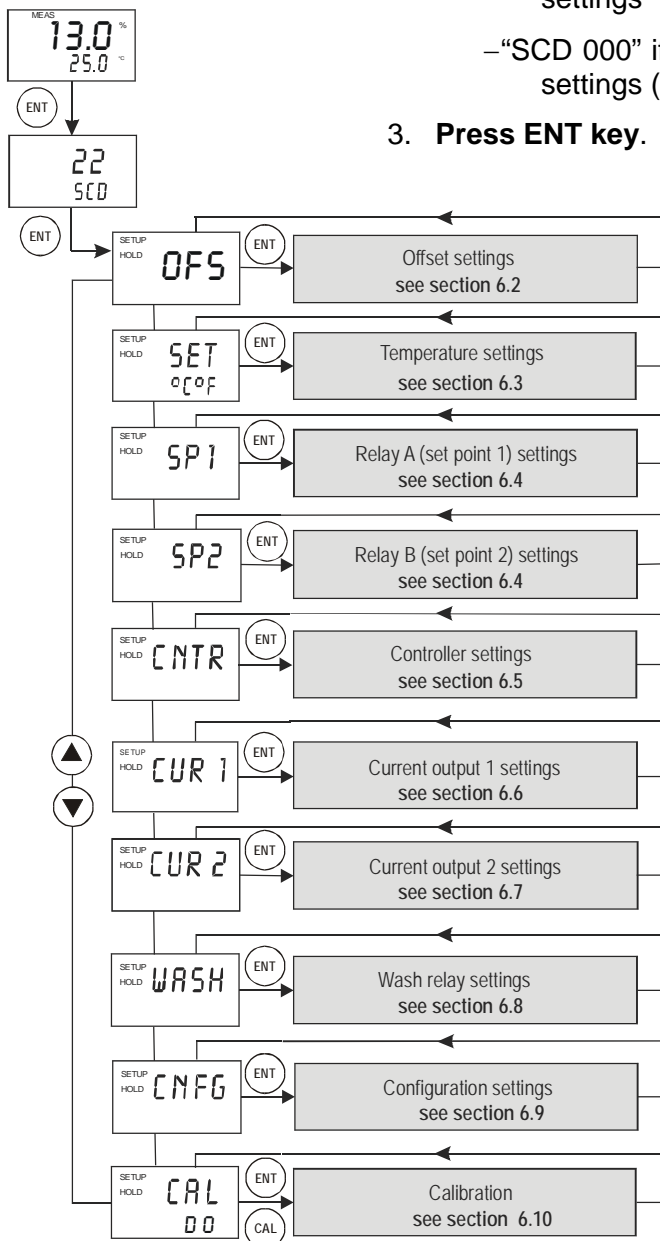 settings
–“SCD 000” if
settings (
3. Press ENT key.
MEAS
13.0 %
25.0 °C
ENT
22
SCD
ENT
SETUP
HOLD
OFS
ENT
Offset settings
see section 6.2
SETUP
HOLD
SET
°C°F
ENT
Temperature settings
see section 6.3
SETUP
HOLD
SP1
ENT
Relay A (set point 1) settings
see section 6.4
SETUP
HOLD
SP2
ENT
Relay B (set point 2) settings
see section 6.4
SETUP
HOLD
CNTR
ENT
Controller settings
see section 6.5
SETUP
HOLD
CUR 1
ENT
Current output 1 settings
see section 6.6
SETUP
HOLD
CUR 2
ENT
Current output 2 settings
see section 6.7
SETUP
HOLD
WASH
ENT
Wash relay settings
see section 6.8
SETUP
HOLD
CNFG
ENT
Configuration settings
see section 6.9
SETUP
HOLD
CAL
DO
ENT
CAL
Calibration
see section 6.10